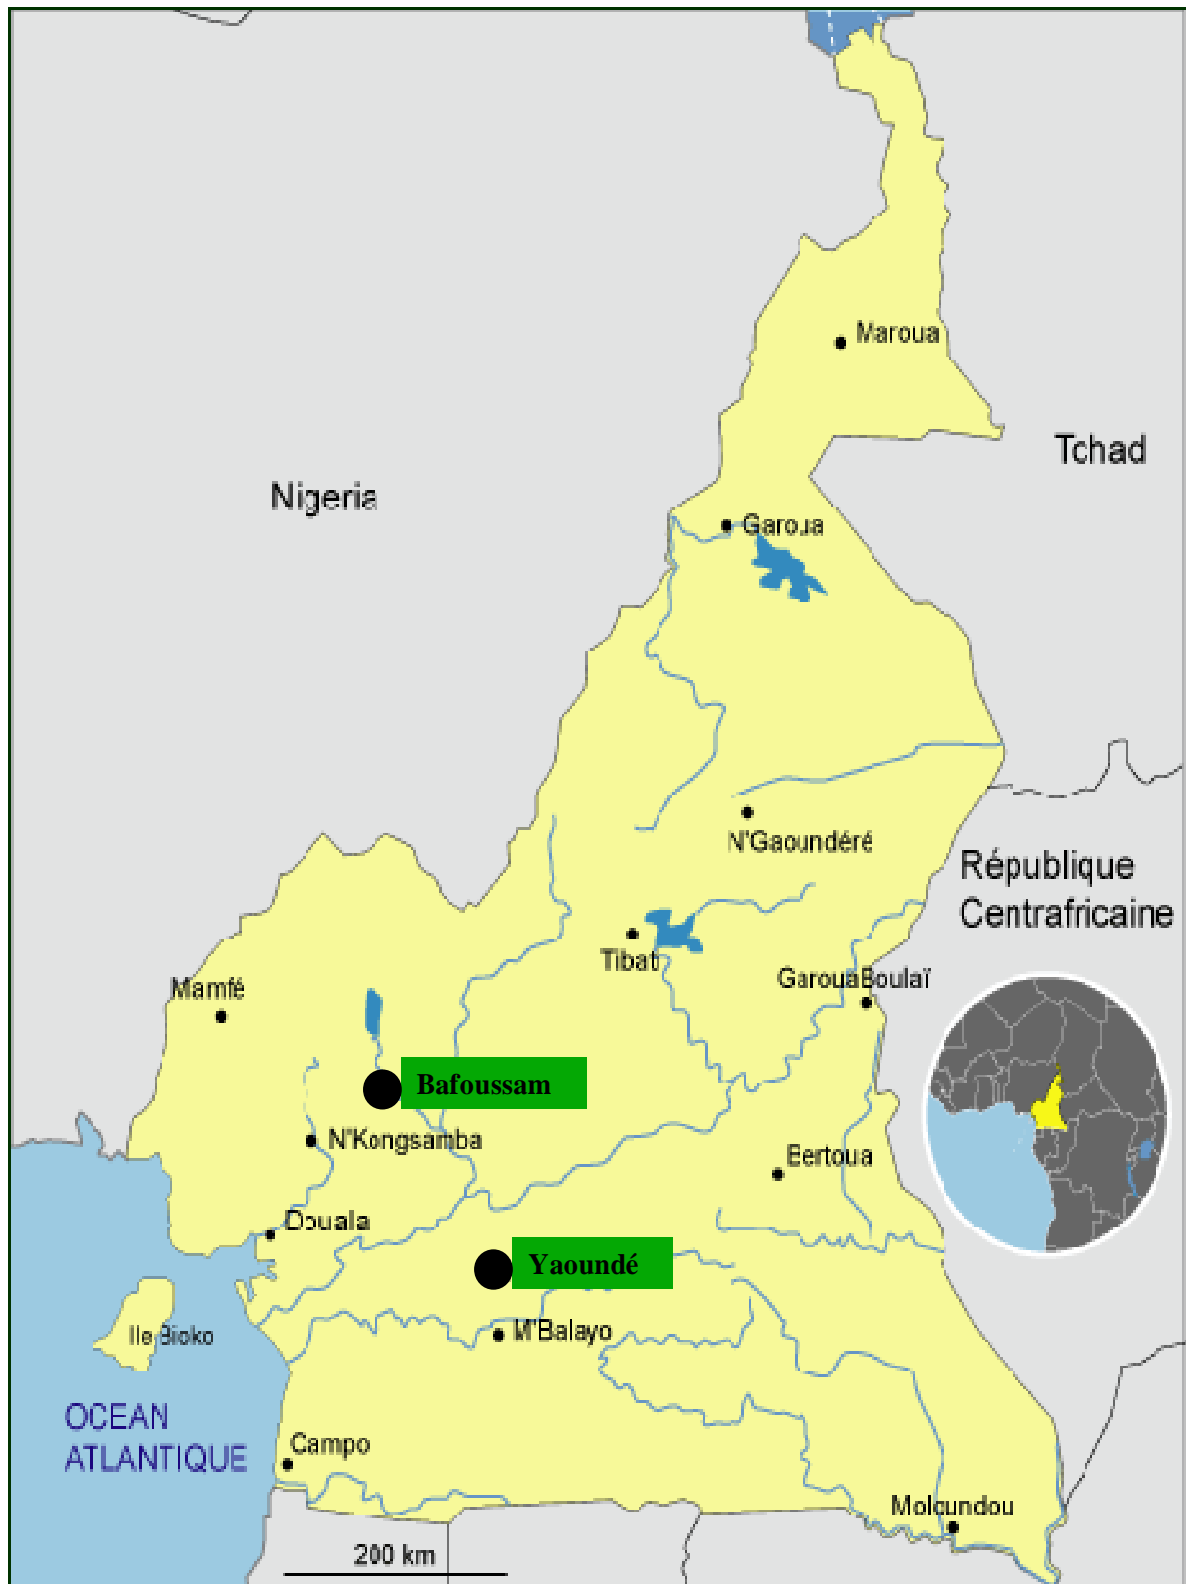 Maroua
Tchad
Nigeria
Garoua
N'Gaoundéré
République
Centrafricaine
Tibati
GarouaBoulaï
Mamfé
Bafoussam
N'Kongsamba
Bertoua
Douala
Yaoundé
Ile Bioko
M'Balayo
OCEAN
ATLANTIQUE
Campo
Moloundou
200 km